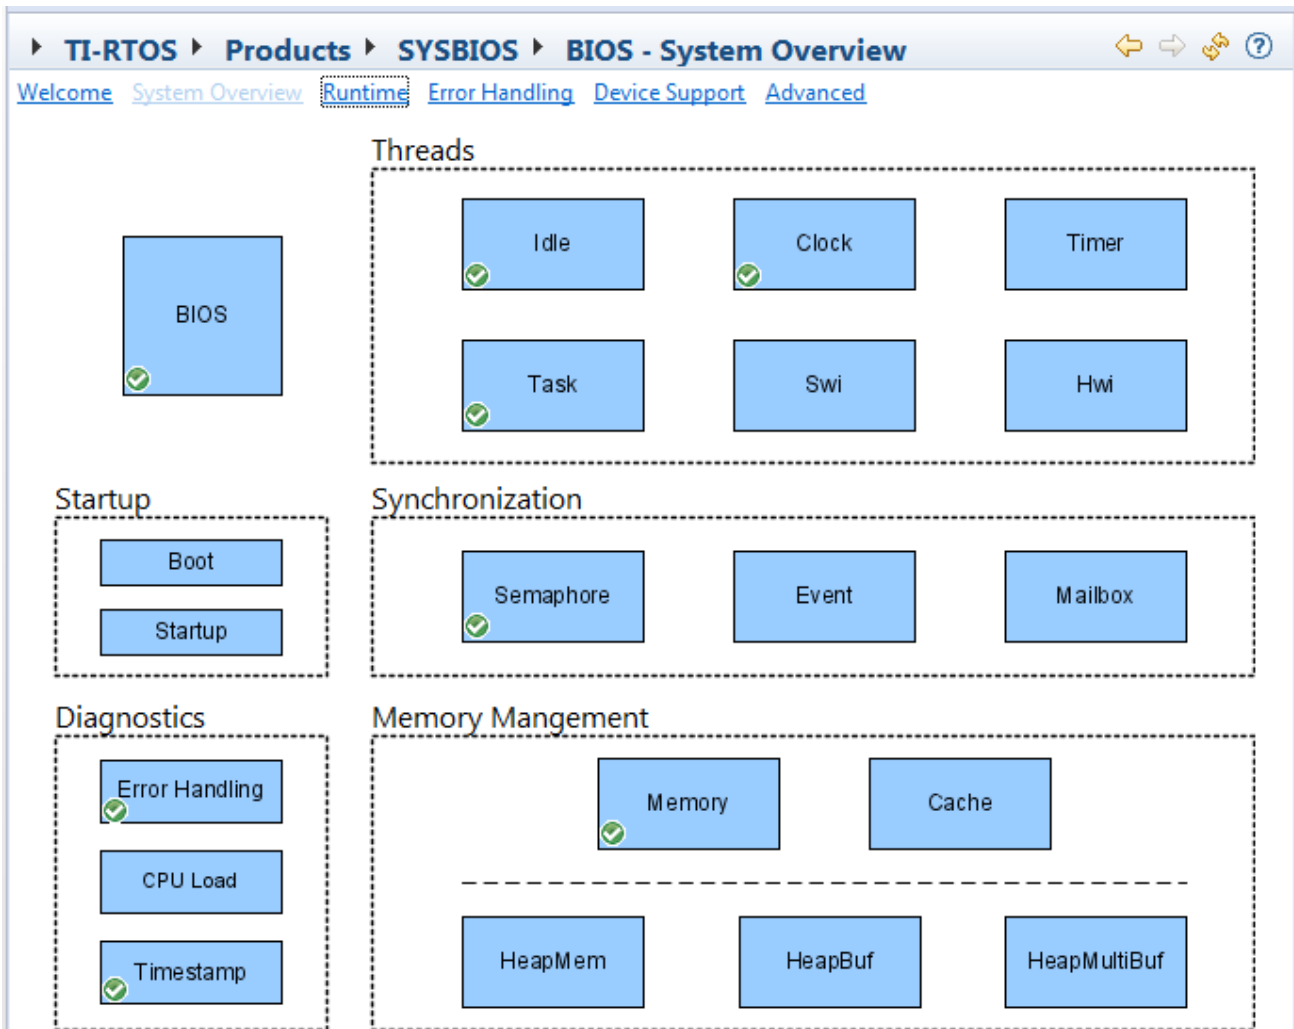 TI-RTOS Products SYSBIOS BIOS - System Overview
Welcome System Overview Runtime Error Handling Device Support Advanced
Threads
Idle Clock Timer
BIOS
Task Swi Hwi
Startup Synchronization
Boot
Startup
Semaphore Event Mailbox
Diagnostics Memory Mangement
Error Handling
CPU Load
Timestamp
Memory Cache
HeapMem HeapBuf HeapMultiBuf